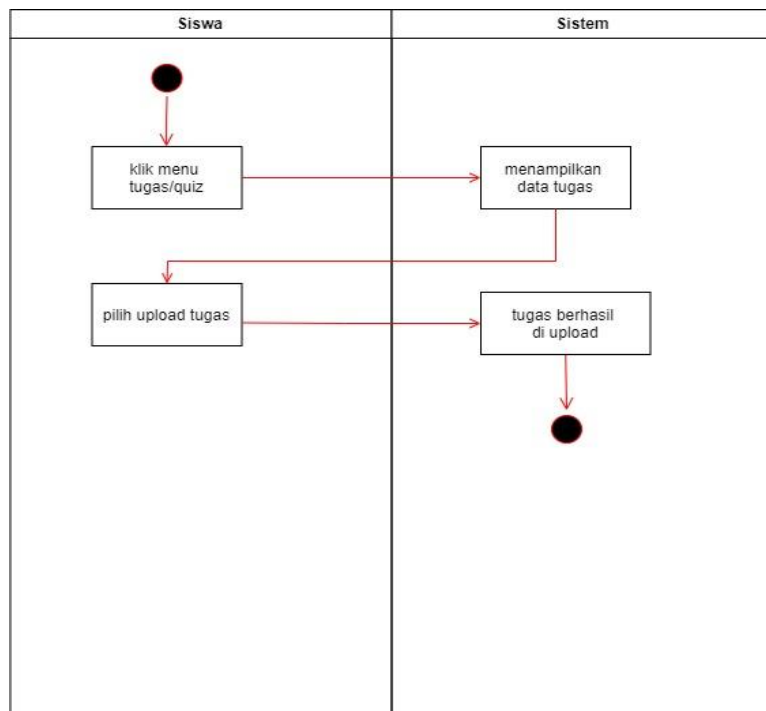 Siswa
Sistem
klik menu
tugas/quiz
menampilkan
data tugas
pilih upload tugas
tugas berhasil
di upload